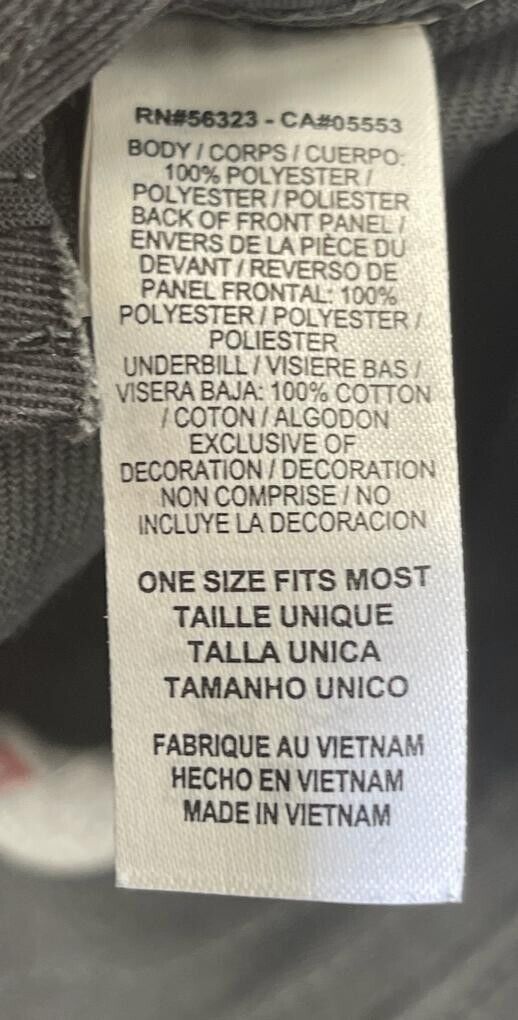 RN#56323 - CA#05553
BODY / CORPS / CUERPO:
100% POLYESTER /
POLYESTER / POLIESTER
BACK OF FRONT PANEL /
ENVERS DE LA PIÈCE DU
DEVANT / REVERSO DE
PANEL FRONTAL: 100%
POLYESTER / POLYESTER /
POLIESTER
UNDERBILL / VISIERE BAS /
VISERA BAJA: 100% COTTON
/ COTON / ALGODON
EXCLUSIVE OF
DECORATION / DECORATION
NON COMPRISE / NO
INCLUYE LA DECORACION
ONE SIZE FITS MOST
TAILLE UNIQUE
TALLA UNICA
TAMANHO UNICO
FABRIQUE AU VIETNAM
HECHO EN VIETNAM
MADE IN VIETNAM